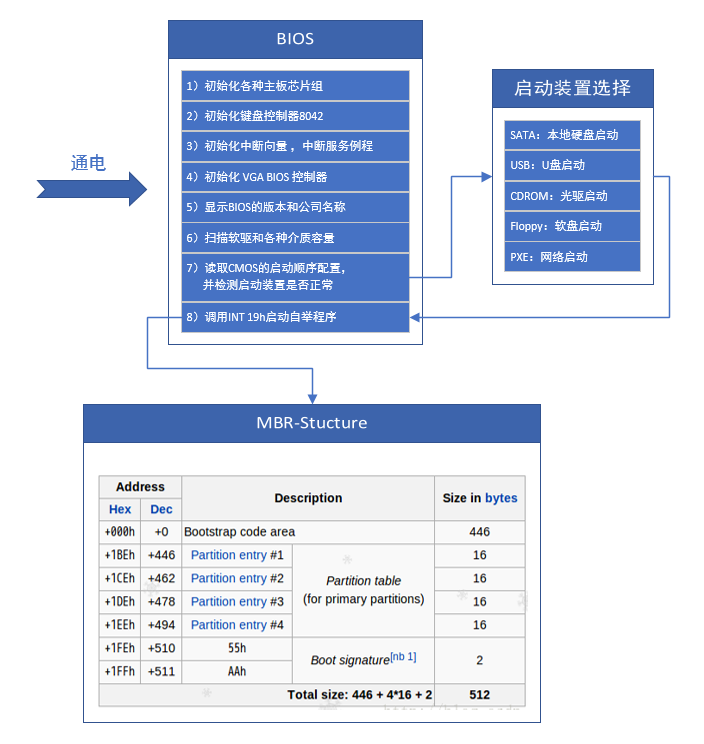 BIOS
1）初始化各种主板芯片组
2）初始化键盘控制器8042
3）初始化中断向量 ，中断服务例程
4）初始化 VGA BIOS 控制器
5）显示BIOS的版本和公司名称
6）扫描软驱和各种介质容量
7）读取CMOS的启动顺序配置，
并检测启动装置是否正常
8）调用INT 19h启动自举程序
通电
启动装置选择
SATA：本地硬盘启动
USB：U盘启动
CDROM：光驱启动
Floppy：软盘启动
PXE：网络启动
MBR-Stucture
Address Description Size in bytes
Hex Dec
+000h +0 Bootstrap code area 446
+1BEh +446 Partition entry #1 16
+1CEh +462 Partition entry #2 16
Partition table
(for primary partitions)
+1DEh +478 Partition entry #3 16
+1EEh +494 Partition entry #4 16
+1FEh +510 55h
Boot signature[nb 1] 2
+1FFh +511 AAh
Total size: 446 + 4*16 + 2 512